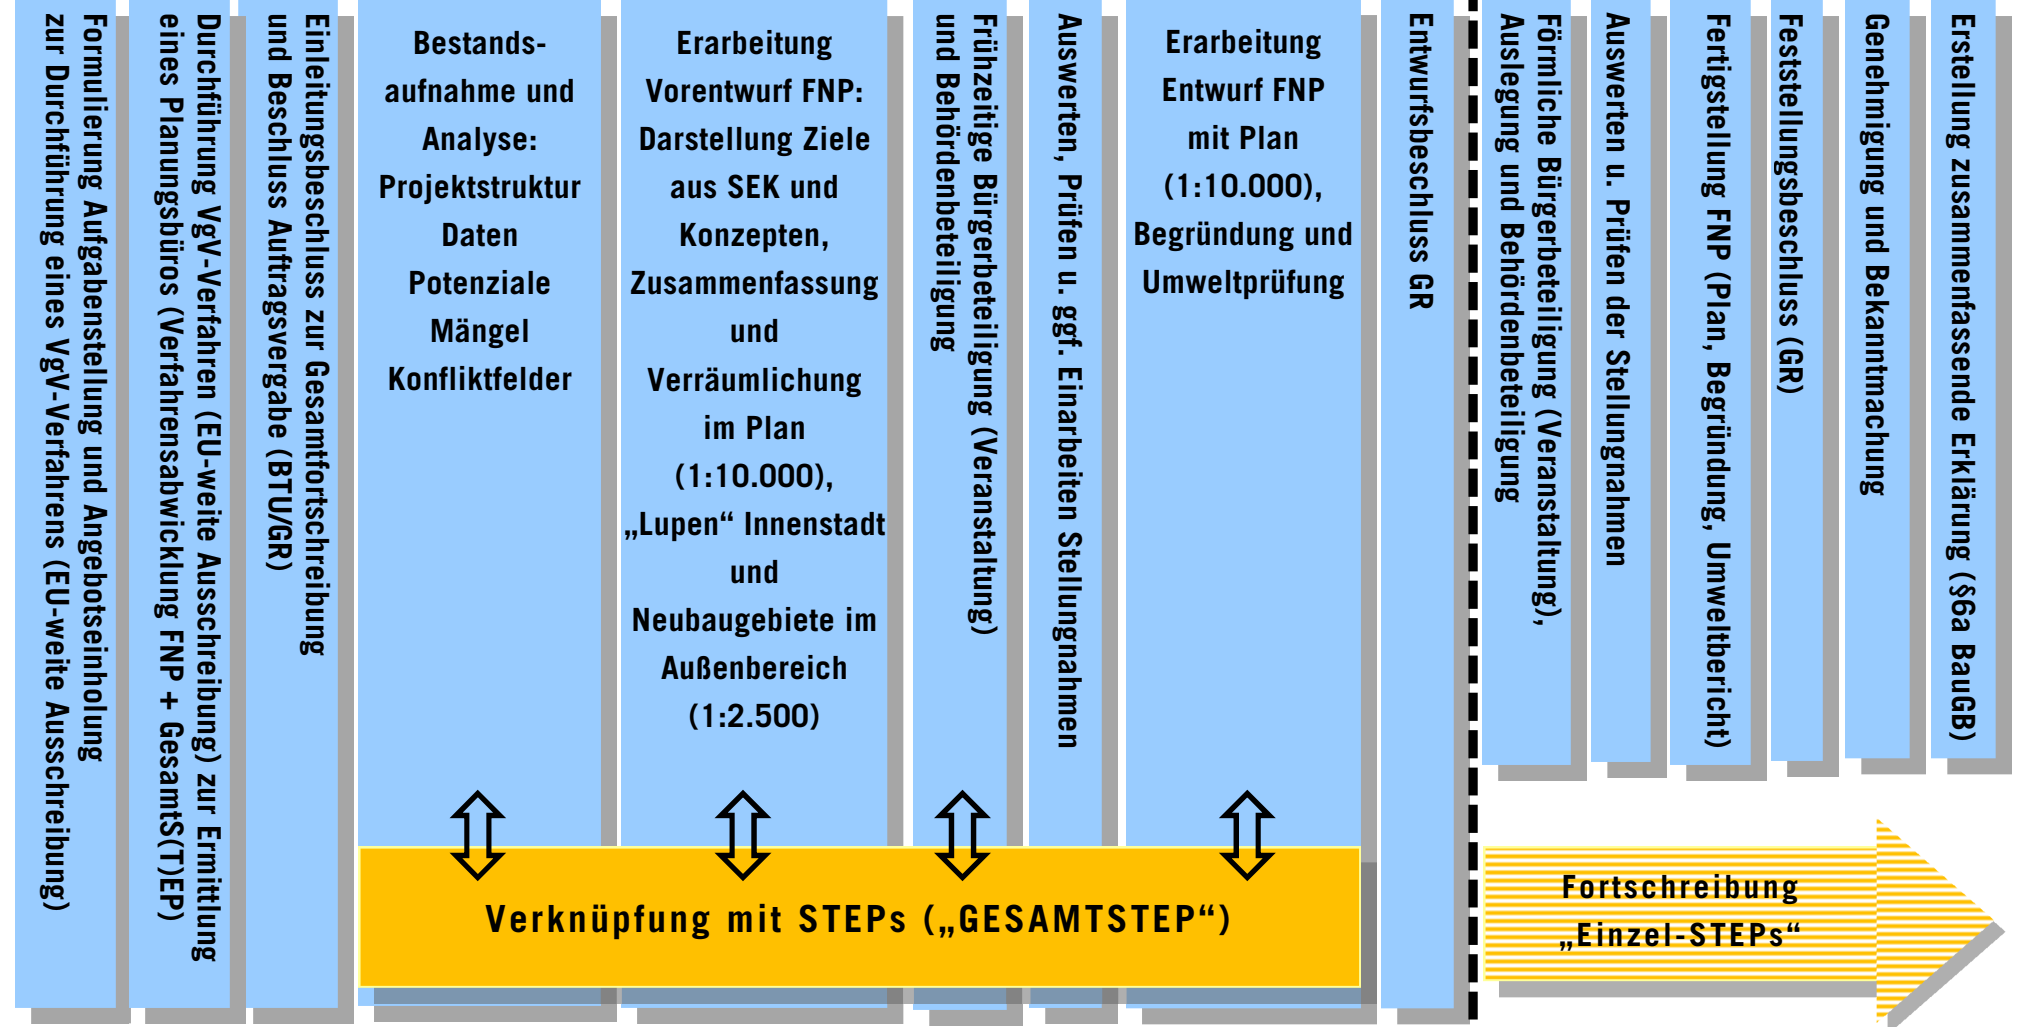 Formulierung Aufgabenstellung und Angebotseinholung
zur Durchführung eines VgV-Verfahrens (EU-weite Ausschreibung)
Durchführung VgV-Verfahren (EU-weite Ausschreibung) zur Ermittlung
eines Planungsbüros (Verfahrensabwicklung FNP + GesamtS(T)EP)
Einleitungsbeschluss zur Gesamtfortschreibung
und Beschluss Auftragsvergabe (BTU/GR)
Bestands-
aufnahme und
Analyse:
Projektstruktur
Daten
Potenziale
Mängel
Konfliktfelder
Erarbeitung
Vorentwurf FNP:
Darstellung Ziele
aus SEK und
Konzepten,
Zusammenfassung
und
Verräumlichung
im Plan
(1:10.000),
„Lupen“ Innenstadt
und
Neubaugebiete im
Außenbereich
(1:2.500)
Frühzeitige Bürgerbeteiligung (Veranstaltung)
und Behördenbeteiligung
Auswerten, Prüfen u. ggf. Einarbeiten Stellungnahmen
Erarbeitung
Entwurf FNP
mit Plan
(1:10.000),
Begründung und
Umweltprüfung
Entwurfsbeschluss GR
Förmliche Bürgerbeteiligung (Veranstaltung),
Auslegung und Behördenbeteiligung
Auswerten u. Prüfen der Stellungnahmen
Fertigstellung FNP (Plan, Begründung, Umweltbericht)
Feststellungsbeschluss (GR)
Genehmigung und Bekanntmachung
Erstellung zusammenfassende Erklärung (§6a BauGB)
Verknüpfung mit STEPs („GESAMTSTEP“)
Fortschreibung
„Einzel-STEPs“